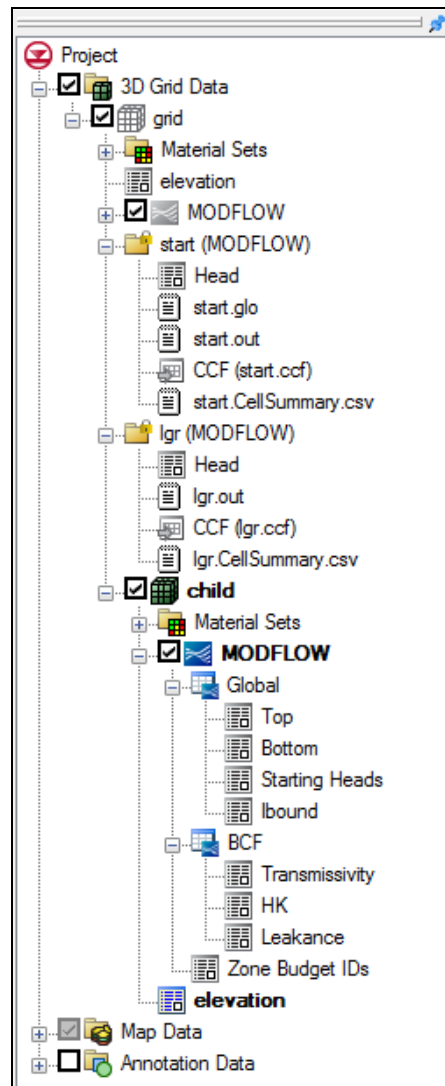 Project
3D Grid Data
grid
Material Sets
elevation
MODFLOW
start (MODFLOW)
Head
start.glo
start.out
CCF (start.ccf)
start.CellSummary.csv
lgr (MODFLOW)
Head
lgr.out
CCF (lgr.ccf)
lgr.CellSummary.csv
child
Material Sets
MODFLOW
Global
Top
Bottom
Starting Heads
Ibound
BCF
Transmissivity
HK
Leakance
Zone Budget IDs
elevation
Map Data
Annotation Data